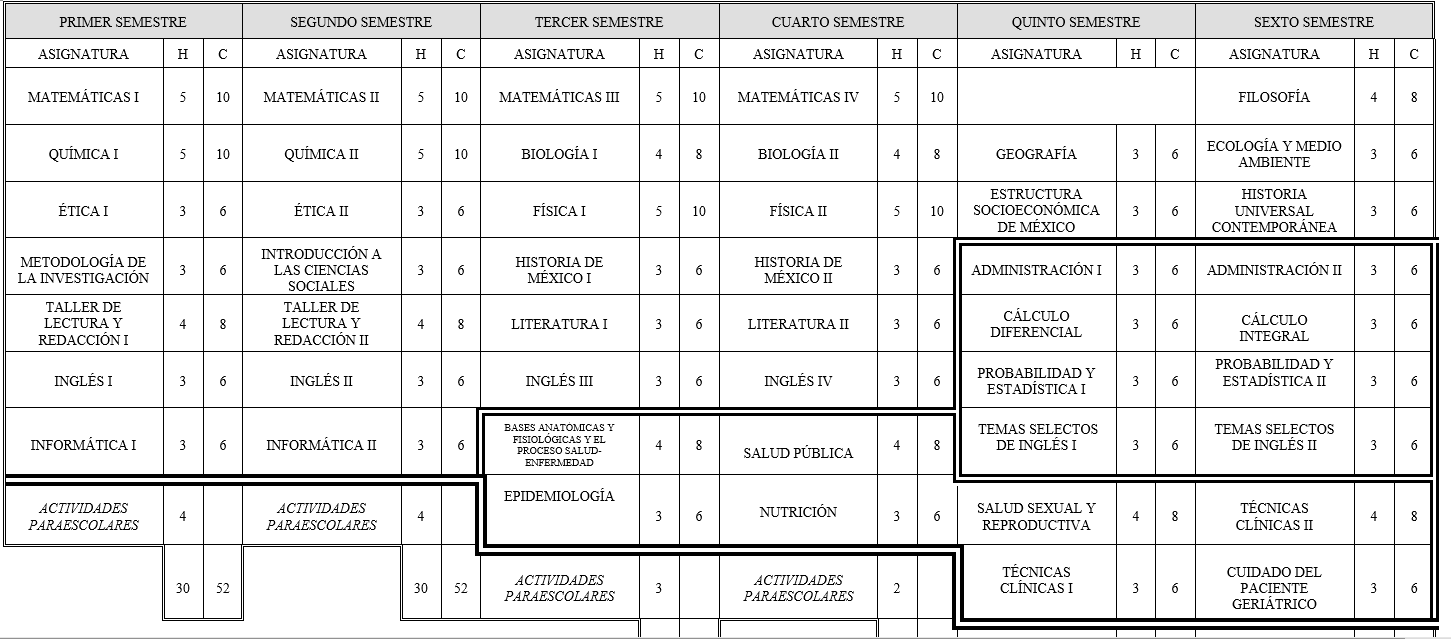 PRIMER SEMESTRE SEGUNDO SEMESTRE TERCER SEMESTRE CUARTO SEMESTRE QUINTO SEMESTRE SEXTO SEMESTRE
ASIGNATURA H C ASIGNATURA H C ASIGNATURA H C ASIGNATURA H C ASIGNATURA H C ASIGNATURA H C
MATEMÁTICAS I 5 10 MATEMÁTICAS II 5 10 MATEMÁTICAS III 5 10 MATEMÁTICAS IV 5 10 FILOSOFÍA 4 8
QUÍMICA I 5 10 QUÍMICA II 5 10 BIOLOGÍA I 4 8 BIOLOGÍA II 4 8 GEOGRAFÍA 3 6 ECOLOGÍA Y MEDIO
AMBIENTE 3 6
ÉTICA I 3 6 ÉTICA II 3 6 FÍSICA I 5 10 FÍSICA II 5 10 ESTRUCTURA
SOCIOECONÓMICA
DE MÉXICO 3 6 HISTORIA
UNIVERSAL
CONTEMPORÁNEA 3 6
METODOLOGÍA DE
LA INVESTIGACIÓN 3 6 INTRODUCCIÓN A
LAS CIENCIAS
SOCIALES 3 6 HISTORIA DE
MÉXICO I 3 6 HISTORIA DE
MÉXICO II 3 6 ADMINISTRACIÓN I 3 6 ADMINISTRACIÓN II 3 6
TALLER DE
LECTURA Y
REDACCIÓN I 4 8 TALLER DE
LECTURA Y
REDACCIÓN II 4 8 LITERATURA I 3 6 LITERATURA II 3 6 CÁLCULO
DIFERENCIAL 3 6 CÁLCULO
INTEGRAL 3 6
INGLÉS I 3 6 INGLÉS II 3 6 INGLÉS III 3 6 INGLÉS IV 3 6 PROBABILIDAD Y
ESTADÍSTICA I 3 6 PROBABILIDAD Y
ESTADÍSTICA II 3 6
INFORMÁTICA I 3 6 INFORMÁTICA II 3 6 BASES ANATÓMICAS Y
FISIOLÓGICAS Y EL
PROCESO SALUD-
ENFERMEDAD 4 8 SALUD PÚBLICA 4 8 TEMAS SELECTOS
DE INGLÉS I 3 6 TEMAS SELECTOS
DE INGLÉS II 3 6
ACTIVIDADES
PARAESCOLARES 4 ACTIVIDADES
PARAESCOLARES 4 EPIDEMIOLOGÍA 3 6 NUTRICIÓN 3 6 SALUD SEXUAL Y
REPRODUCTIVA 4 8 TÉCNICAS
CLÍNICAS II 4 8
30 52 30 52 ACTIVIDADES
PARAESCOLARES 3 ACTIVIDADES
PARAESCOLARES 2 TÉCNICAS
CLÍNICAS I 3 6 CUIDADO DEL
PACIENTE
GERIÁTRICO 3 6